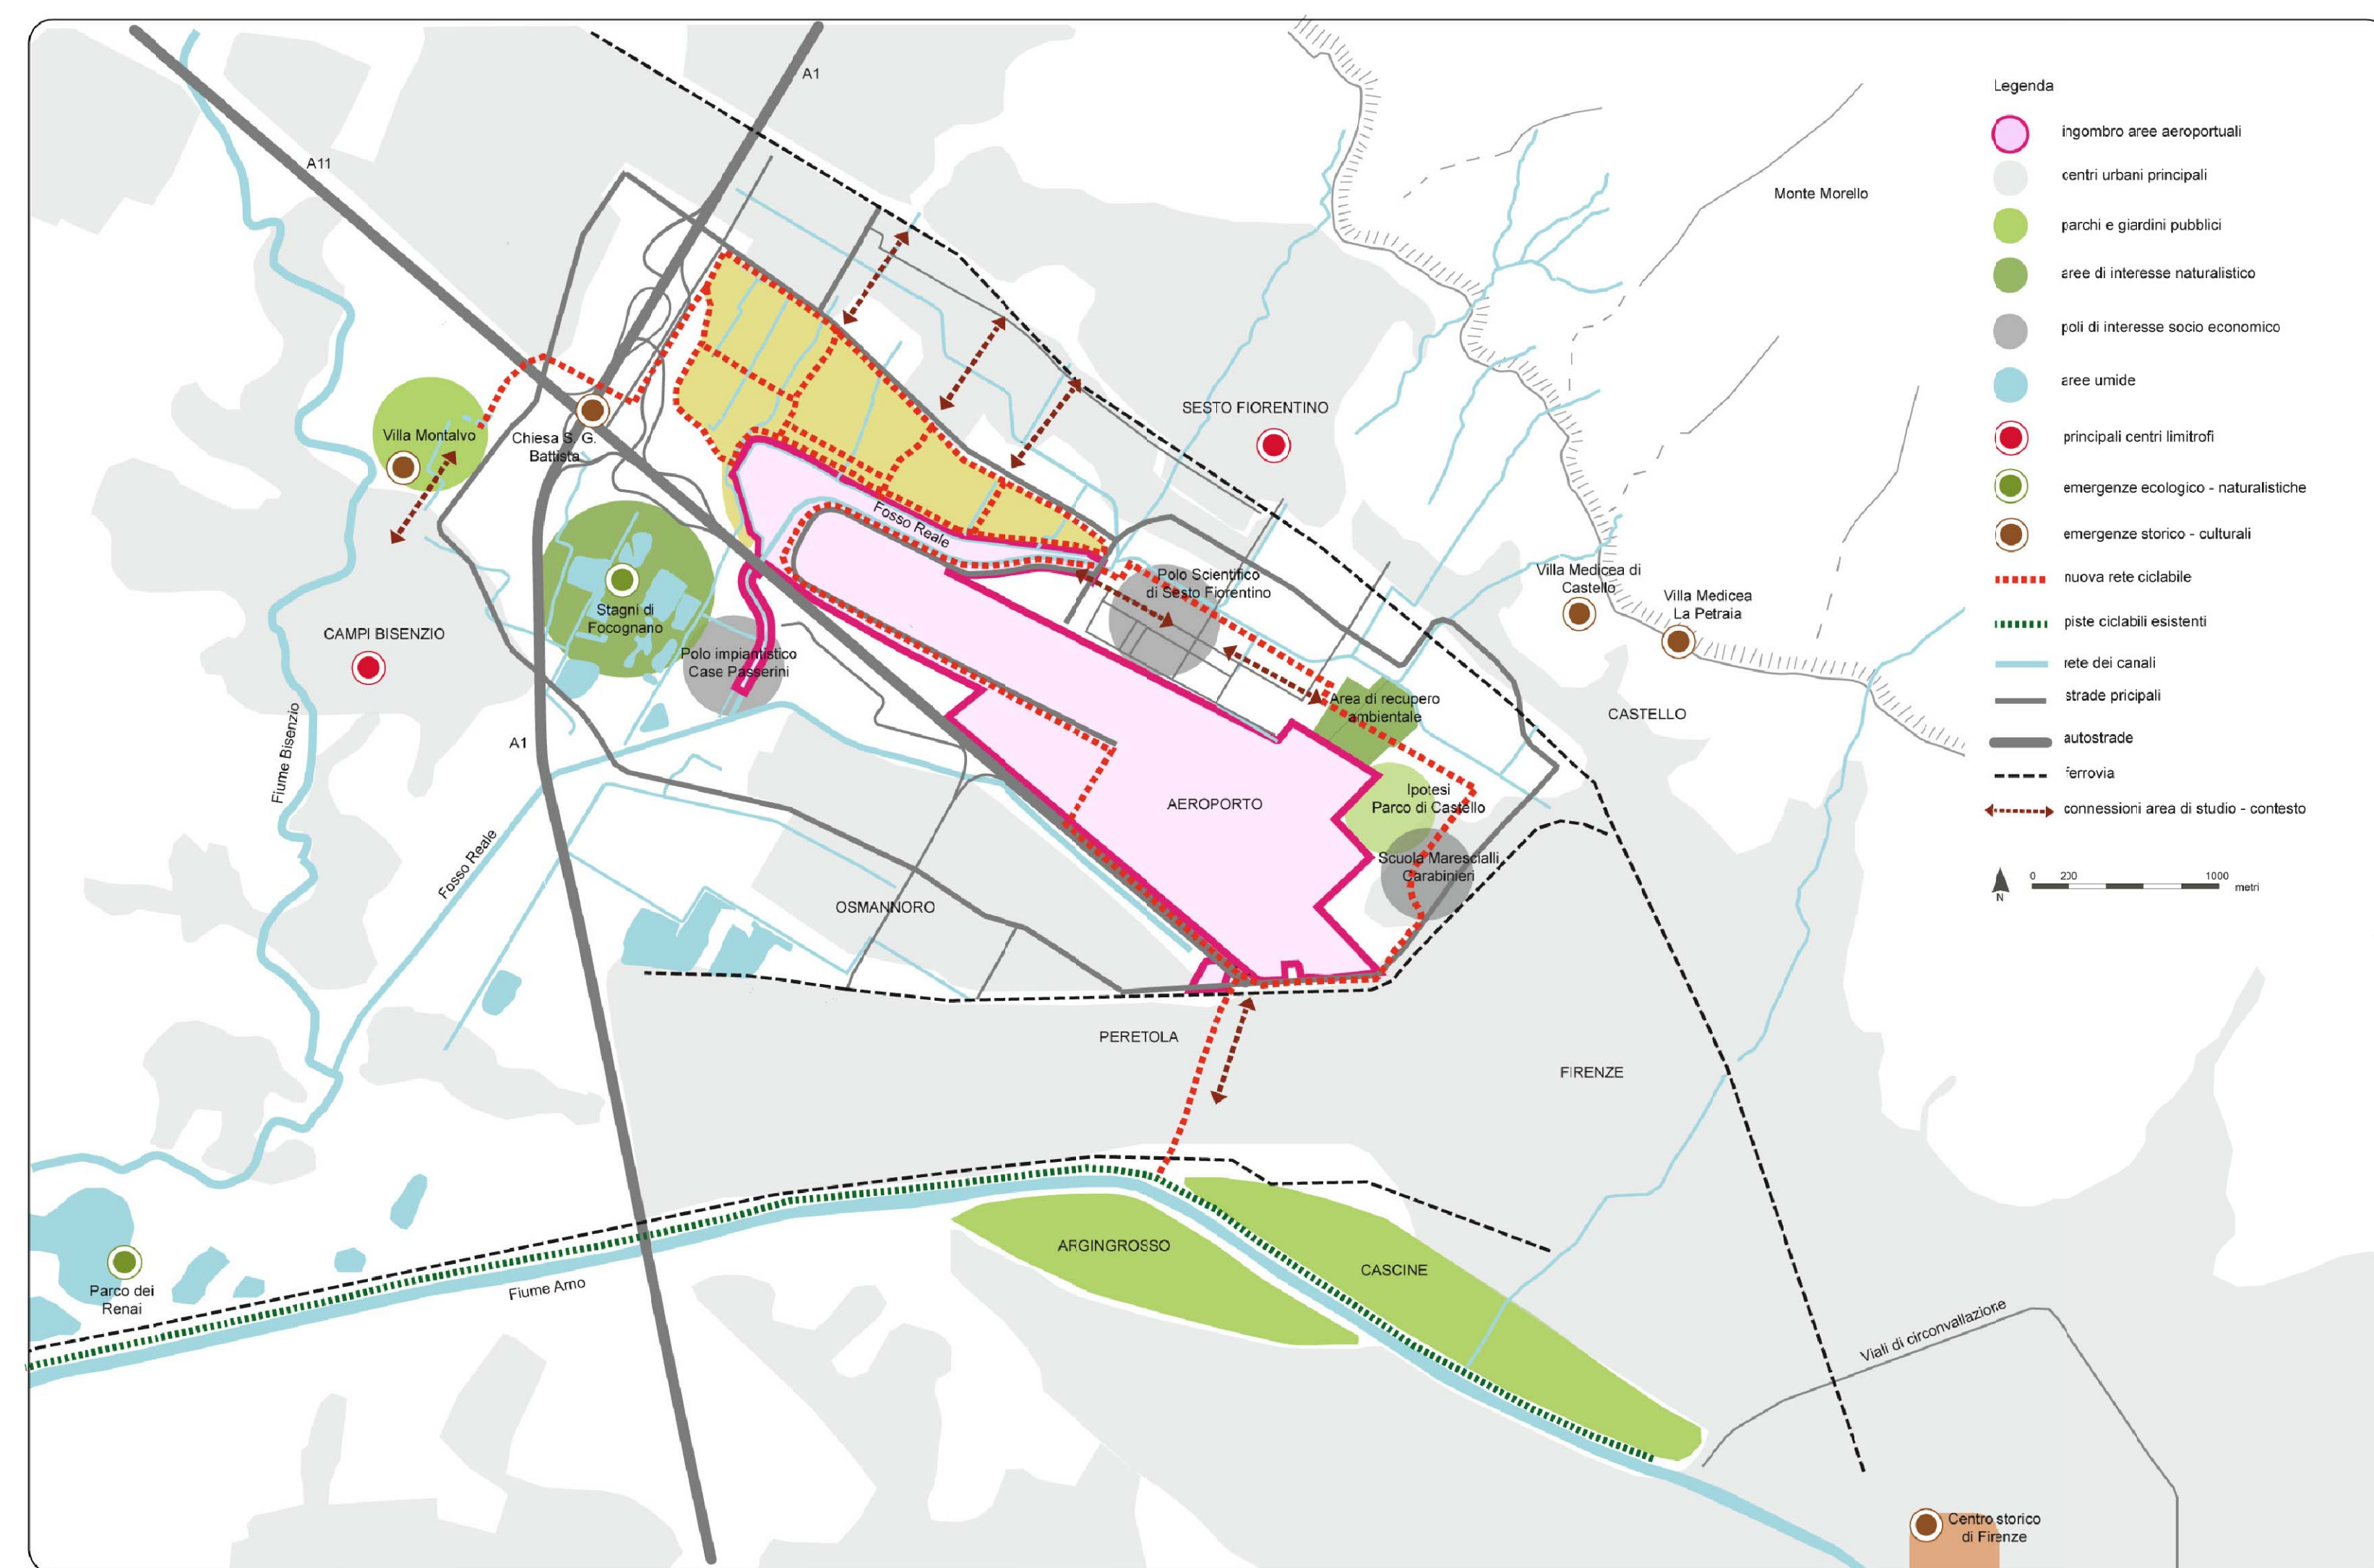 A1
A11
Monte Morello
SESTO FIORENTINO
Villa Montalvo
Chiesa S. G.
Battista
Fosso Reale
Stagni di
Focognano
Polo Scientifico
di Sesto Fiorentino
Villa Medicea di
Castello
Villa Medicea
La Petraia
CAMPI BISENZIO
Polo impiantistico
Case Passerini
Area di recupero
ambientale
CASTELLO
A1
Fiume Bisenzio
AEROPORTO
Ipotesi
Parco di Castello
Fosso Reale
Scuola Marescialli
Carabinieri
OSMANNORO
PERETOLA
FIRENZE
ARGINGROSSO
CASCINE
Parco dei
Renai
Fiume Arno
Viali di circonvallazione
Centro storico
di Firenze
Legenda
ingombro aree aeroportuali
centri urbani principali
parchi e giardini pubblici
aree di interesse naturalistico
poli di interesse socio economico
aree umide
principali centri limitrofi
emergenze ecologico - naturalistiche
emergenze storico - culturali
nuova rete ciclabile
piste ciclabili esistenti
rete dei canali
strade pricipali
autostrade
ferrovia
connessioni area di studio - contesto
0 200 1000
metri
N